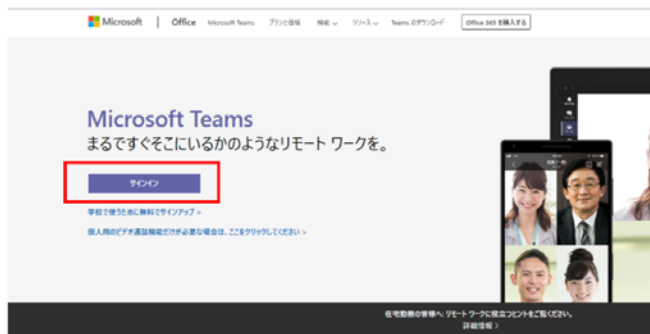 Microsoft | Office Microsoft Teams プランと価格 機能 リソース Teams のダウンロード Office 365 を購入する
Microsoft Teams
まるですぐそこにいるかのようなリモート ワークを。
サインイン
学校で使うために無料でサインアップ >
個人用のビデオ通話機能だけが必要な場合は、ここをクリックしてください >
在宅勤務の皆様へ: リモート ワークに役立つヒントをご覧ください。
詳細情報 >